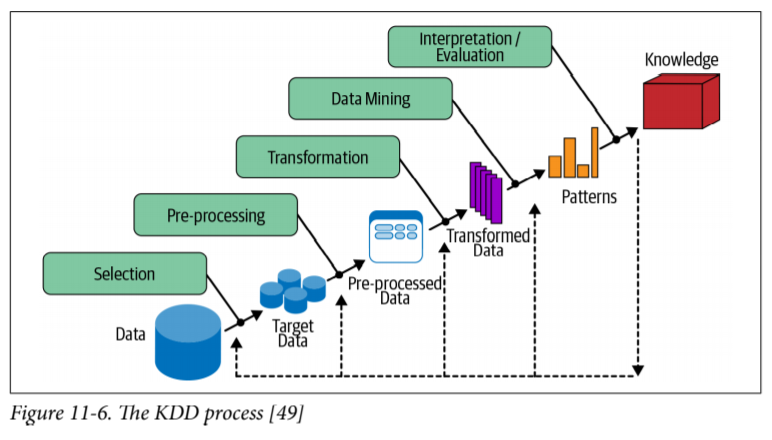 Interpretation /
Evaluation
Knowledge
Data Mining
Transformation
Patterns
Pre-processing
Transformed
Data
Selection
Pre-processed
Data
Target
Data
Data
Figure 11-6. The KDD process [49]